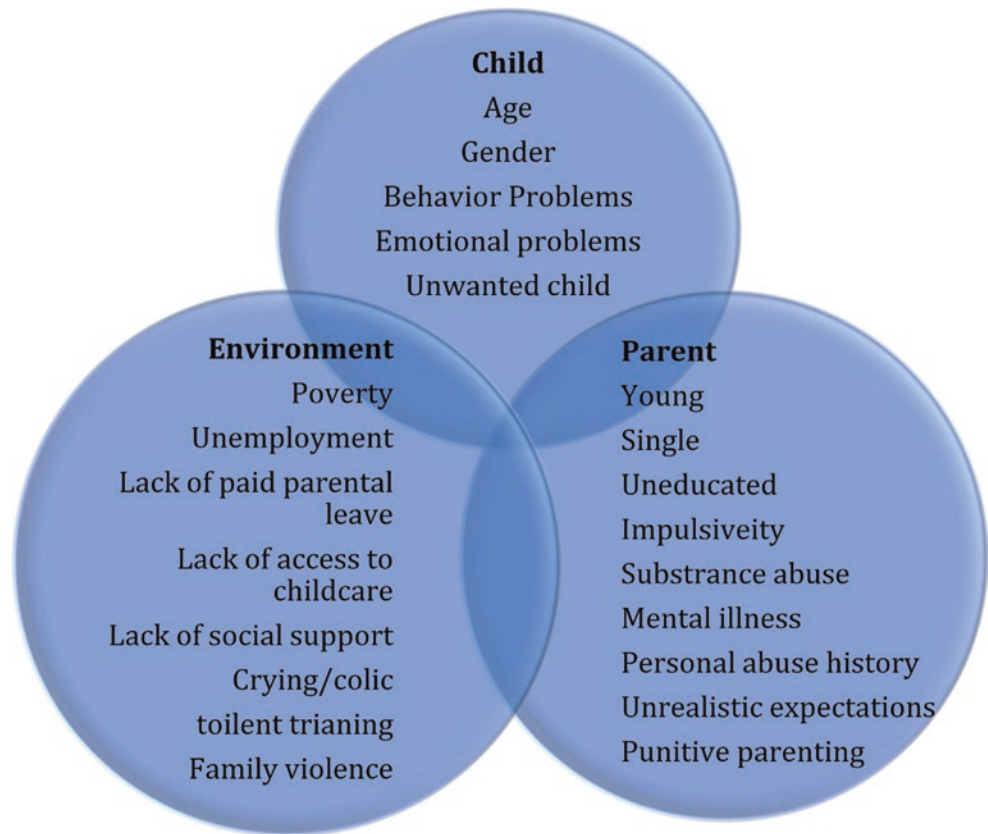 Child
Age
Gender
Behavior Problems
Emotional problems
Unwanted child
Environment
Poverty
Unemployment
Lack of paid parental
leave
Lack of access to
childcare
Lack of social support
Crying/colic
toilent trianing
Family violence
Parent
Young
Single
Uneducated
Impulsiveity
Substrance abuse
Mental illness
Personal abuse history
Unrealistic expectations
Punitive parenting